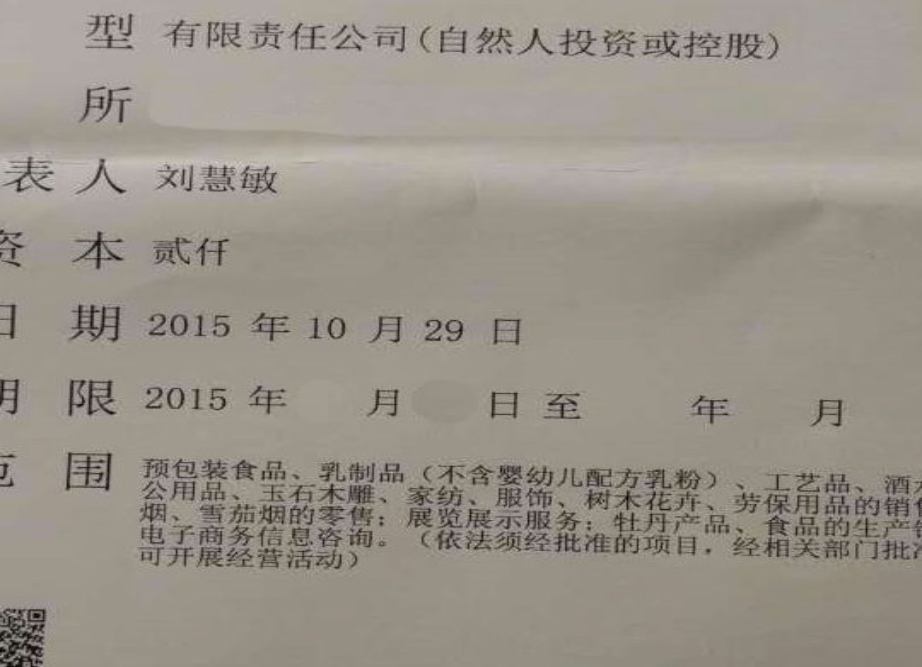 型 有限责任公司(自然人投资或控股)
所
表 人 刘慧敏
资 本 贰仟
日 期 2015 年 10 月 29 日
期 限 2015 年 月 日 至 年 月
范 围 预包装食品、乳制品（不含婴幼儿配方乳粉）、工艺品、酒
公用品、玉石木雕、家纺、服饰、树木花卉、劳保用品的销
烟、雪茄烟的零售；展览展示服务；牡丹产品、食品的生产
电子商务信息咨询。（依法须经批准的项目，经相关部门批
可开展经营活动）